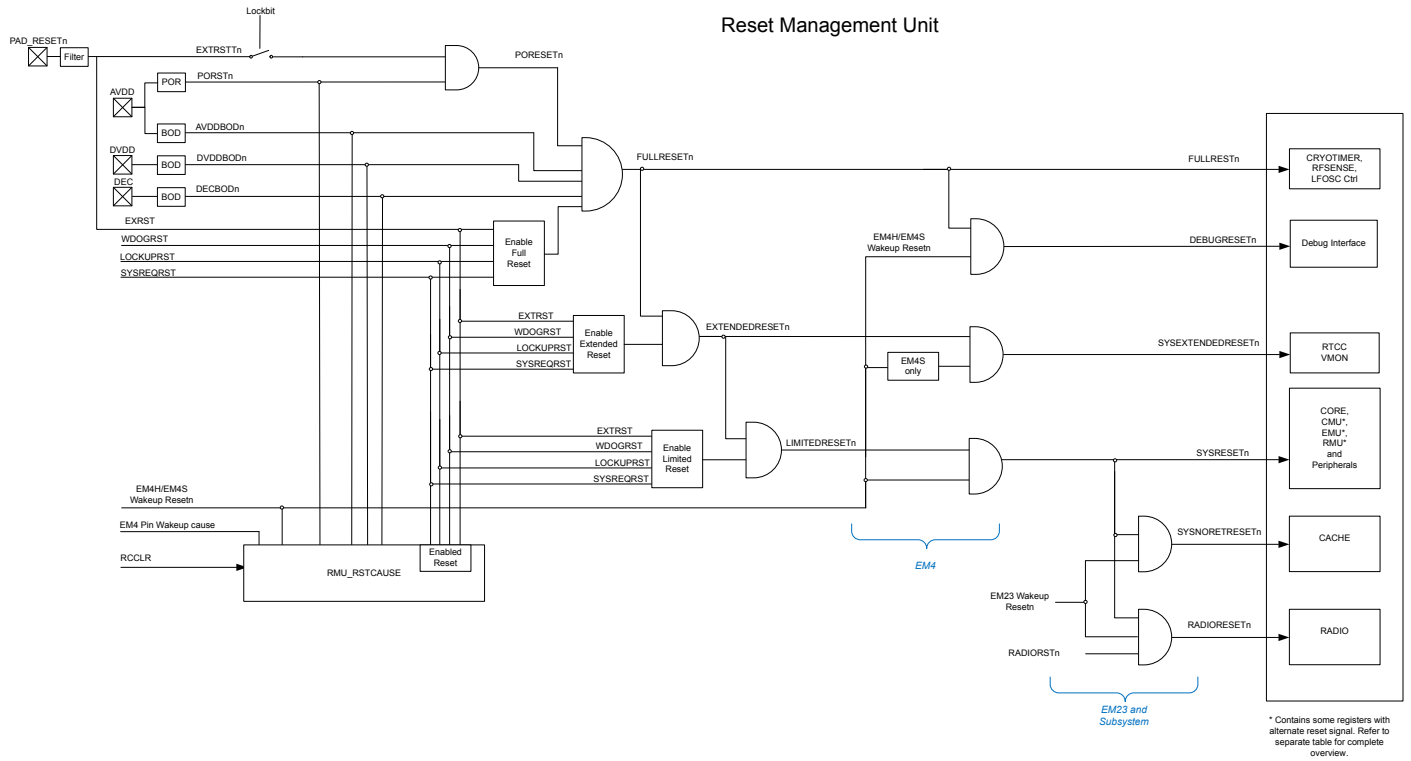 Reset Management Unit
Lockbit
PAD_RESETn
Filter
EXTRSTTn
PORESETn
POR
PORSTn
AVDD
BOD
AVDDBODn
DVDD
BOD
DVDDBODn
DEC
BOD
DECBODn
EXRST
WDOGRST
LOCKUPRST
SYSREQRST
Enable
Full
Reset
FULLRESETn
FULLRESTn
CRYOTIMER,
RFSENSE,
LFOSC Ctrl
EM4H/EM4S
Wakeup Resetn
DEBUGRESETn
Debug Interface
EXTRST
WDOGRST
LOCKUPRST
SYSREQRST
Enable
Extended
Reset
EXTENDEDRESETn
EM4S
only
SYSEXTENDEDRESETn
RTCC
VMON
EXTRST
WDOGRST
LOCKUPRST
SYSREQRST
Enable
Limited
Reset
LIMITEDRESETn
SYSRESETn
CORE,
CMU*,
EMU*,
RMU*
and
Peripherals
EM4H/EM4S
Wakeup Resetn
EM4 Pin Wakeup cause
RCCLR
Enabled
Reset
RMU_RSTCAUSE
EM4
SYSNORETRESETn
CACHE
EM23 Wakeup
Resetn
RADIORSTn
RADIORESETn
RADIO
EM23 and
Subsystem
* Contains some registers with
alternate reset signal. Refer to
separate table for complete
overview.